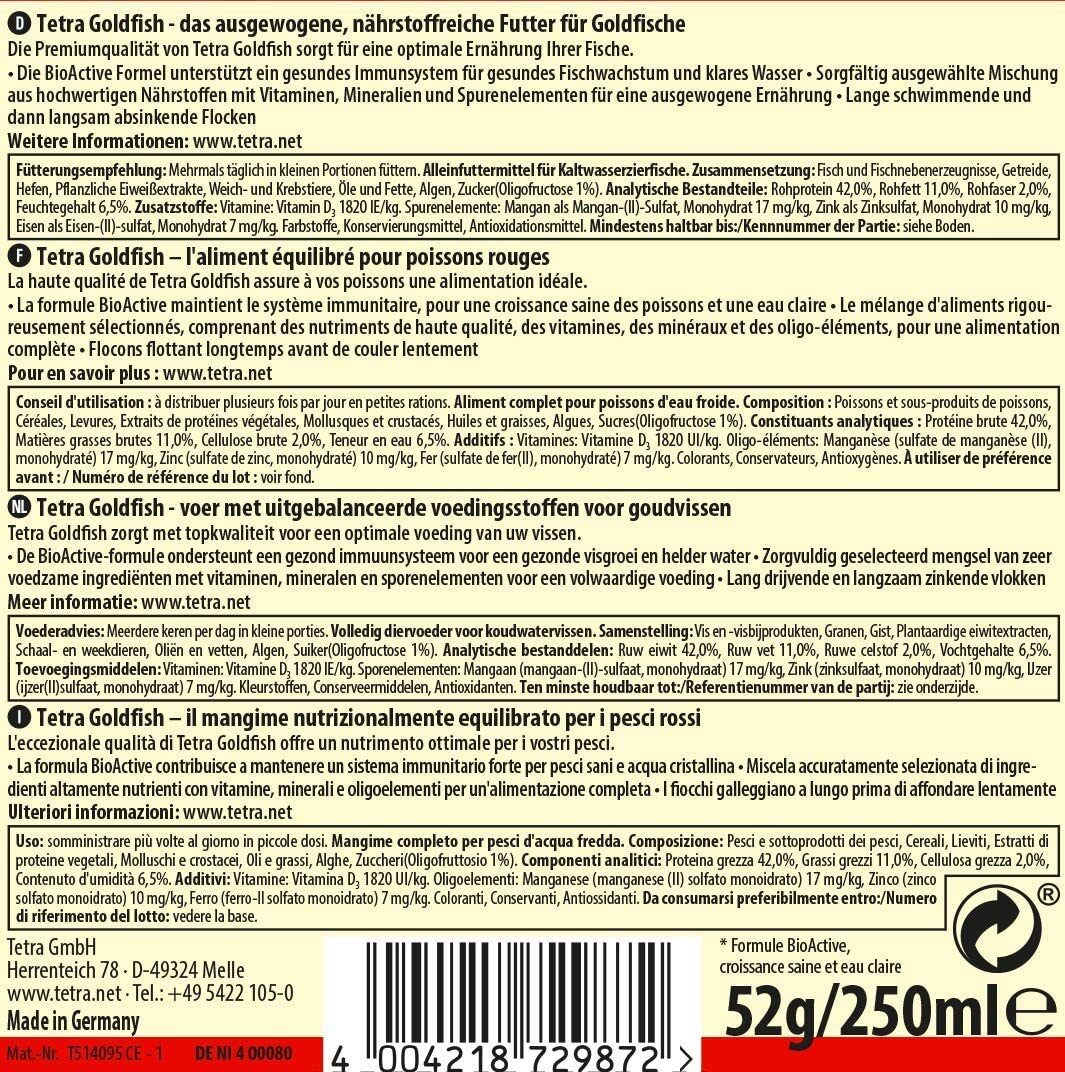 D Tetra Goldfish - das ausgewogene, nährstoffreiche Futter für Goldfische
Die Premiumqualität von Tetra Goldfish sorgt für eine optimale Ernährung Ihrer Fische.
• Die BioActive Formel unterstützt ein gesundes Immunsystem für gesundes Fischwachstum und klares Wasser • Sorgfältig ausgewählte Mischung
aus hochwertigen Nährstoffen mit Vitaminen, Mineralien und Spurenelementen für eine ausgewogene Ernährung • Lange schwimmende und
dann langsam absinkende Flocken
Weitere Informationen: www.tetra.net
Fütterungsempfehlung: Mehrmals täglich in kleinen Portionen füttern. Alleinfuttermittel für Kaltwasserzierfische. Zusammensetzung: Fisch und Fischnebenerzeugnisse, Getreide,
Hefen, Pflanzliche Eiweißextrakte, Weich- und Krebstiere, Öle und Fette, Algen, Zucker(Oligofructose 1%). Analytische Bestandteile: Rohprotein 42,0%, Rohfett 11,0%, Rohfaser 2,0%,
Feuchtegehalt 6,5%. Zusatzstoffe: Vitamine: Vitamin D₃ 1820 IE/kg. Spurenelemente: Mangan als Mangan-(II)-Sulfat, Monohydrat 17 mg/kg, Zink als Zinksulfat, Monohydrat 10 mg/kg,
Eisen als Eisen-(II)-sulfat, Monohydrat 7 mg/kg. Farbstoffe, Konservierungsmittel, Antioxidationsmittel. Mindestens haltbar bis:/Kennnummer der Partie: siehe Boden.
F Tetra Goldfish – l'aliment équilibré pour poissons rouges
La haute qualité de Tetra Goldfish assure à vos poissons une alimentation idéale.
• La formule BioActive maintient le système immunitaire, pour une croissance saine des poissons et une eau claire • Le mélange d'aliments rigou-
reusement sélectionnés, comprenant des nutriments de haute qualité, des vitamines, des minéraux et des oligo-éléments, pour une alimentation
complète • Flocons flottant longtemps avant de couler lentement
Pour en savoir plus : www.tetra.net
Conseil d'utilisation : à distribuer plusieurs fois par jour en petites rations. Aliment complet pour poissons d'eau froide. Composition : Poissons et sous-produits de poissons,
Céréales, Levures, Extraits de protéines végétales, Mollusques et crustacés, Huiles et graisses, Algues, Sucres(Oligofructose 1%). Constituants analytiques : Protéine brute 42,0%,
Matières grasses brutes 11,0%, Cellulose brute 2,0%, Teneur en eau 6,5%. Additifs : Vitamines: Vitamine D₃ 1820 UI/kg. Oligo-éléments: Manganèse (sulfate de manganèse (II),
monohydraté) 17 mg/kg, Zinc (sulfate de zinc, monohydraté) 10 mg/kg, Fer (sulfate de fer(II), monohydraté) 7 mg/kg. Colorants, Conservateurs, Antioxygènes. À utiliser de préférence
avant : / Numéro de référence du lot : voir fond.
NL Tetra Goldfish - voer met uitgebalanceerde voedingsstoffen voor goudvissen
Tetra Goldfish zorgt met topkwaliteit voor een optimale voeding van uw vissen.
• De BioActive-formule ondersteunt een gezond immuunsysteem voor een gezonde visgroei en helder water • Zorgvuldig geselecteerd mengsel van zeer
voedzame ingrediënten met vitaminen, mineralen en sporenelementen voor een volwaardige voeding • Lang drijvende en langzaam zinkende vlokken
Meer informatie: www.tetra.net
Voederadvies: Meerdere keren per dag in kleine porties. Volledig diervoeder voor koudwatervissen. Samenstelling: Vis en -visbijprodukten, Granen, Gist, Plantaardige eiwitextracten,
Schaal- en weekdieren, Oliën en vetten, Algen, Suiker(Oligofructose 1%). Analytische bestanddelen: Ruw eiwit 42,0%, Ruw vet 11,0%, Ruwe celstof 2,0%, Vochtgehalte 6,5%.
Toevoegingsmiddelen: Vitaminen: Vitamine D₃ 1820 IE/kg. Sporenelementen: Mangaan (mangaan-(II)-sulfaat, monohydraat) 17 mg/kg, Zink (zinksulfaat, monohydraat) 10 mg/kg, IJzer
(ijzer(II)sulfaat, monohydraat) 7 mg/kg. Kleurstoffen, Conserveermiddelen, Antioxidanten. Ten minste houdbaar tot:/Referentienummer van de partij: zie onderzijde.
I Tetra Goldfish – il mangime nutrizionalmente equilibrato per i pesci rossi
L'eccezionale qualità di Tetra Goldfish offre un nutrimento ottimale per i vostri pesci.
• La formula BioActive contribuisce a mantenere un sistema immunitario forte per pesci sani e acqua cristallina • Miscela accuratamente selezionata di ingre-
dienti altamente nutrienti con vitamine, minerali e oligoelementi per un'alimentazione completa • I fiocchi galleggiano a lungo prima di affondare lentamente
Ulteriori informazioni: www.tetra.net
Uso: somministrare più volte al giorno in piccole dosi. Mangime completo per pesci d'acqua fredda. Composizione: Pesci e sottoprodotti dei pesci, Cereali, Lieviti, Estratti di
proteine vegetali, Molluschi e crostacei, Oli e grassi, Alghe, Zuccheri(Oligofruttosio 1%). Componenti analitici: Proteina grezza 42,0%, Grassi grezzi 11,0%, Cellulosa grezza 2,0%,
Contenuto d'umidità 6,5%. Additivi: Vitamine: Vitamina D₃ 1820 UI/kg. Oligoelementi: Manganese (manganese (II) solfato monoidrato) 17 mg/kg, Zinco (zinco
solfato monoidrato) 10 mg/kg, Ferro (ferro-II solfato monoidrato) 7 mg/kg. Coloranti, Conservanti, Antiossidanti. Da consumarsi preferibilmente entro:/Numero
di riferimento del lotto: vedere la base.
®
Tetra GmbH
Herrenteich 78 · D-49324 Melle
www.tetra.net · Tel.: +49 5422 105-0
Made in Germany
Mat.-Nr. T514095 CE - 1 DE NI 4 00080
4 004218 729872 >
* Formule BioActive,
croissance saine et eau claire
52g/250ml e